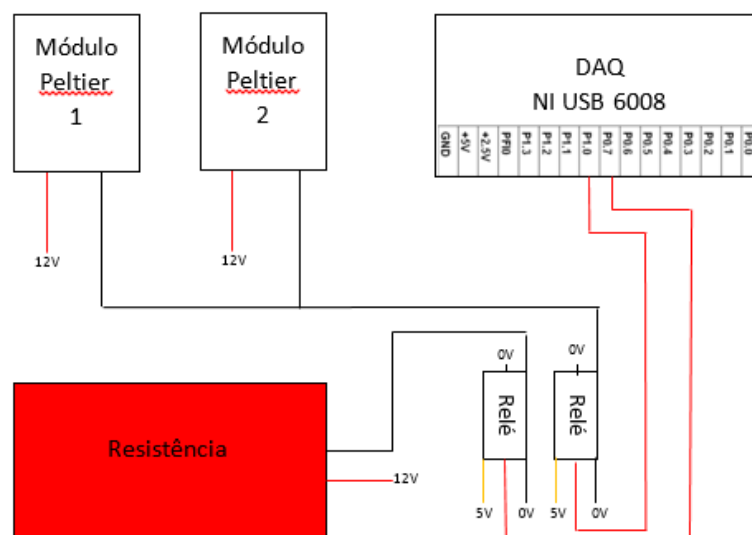 Módulo
Peltier
1
Módulo
Peltier
2
DAQ
NI USB 6008
GND
+5V
+2.5V
PFI0
P1.3
P1.2
P1.1
P1.0
P0.7
P0.6
P0.5
P0.4
P0.3
P0.2
P0.1
P0.0
12V
12V
0V
0V
Relé
Relé
Resistência
12V
5V
0V
5V
0V